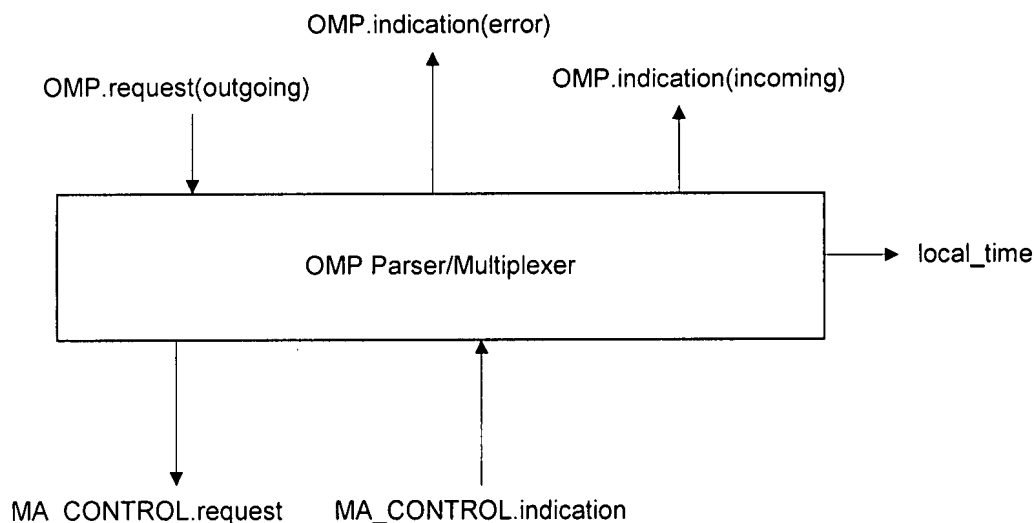 OMP.indication(error)
OMP.request(outgoing)
OMP.indication(incoming)
OMP Parser/Multiplexer
local_time
MA_CONTROL.request
MA_CONTROL.indication